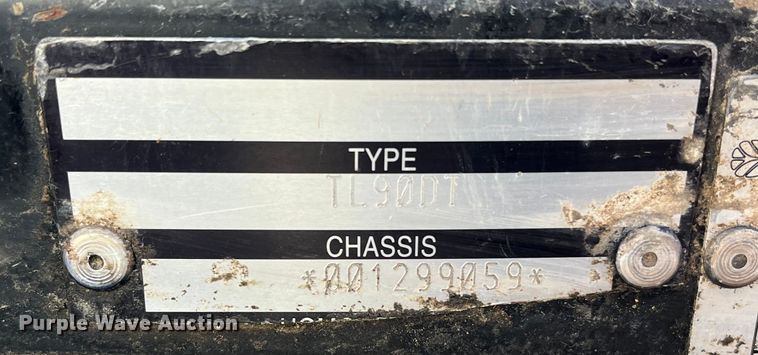 TYPE
TL90DT
CHASSIS
*001299059*
Purple Wave Auction